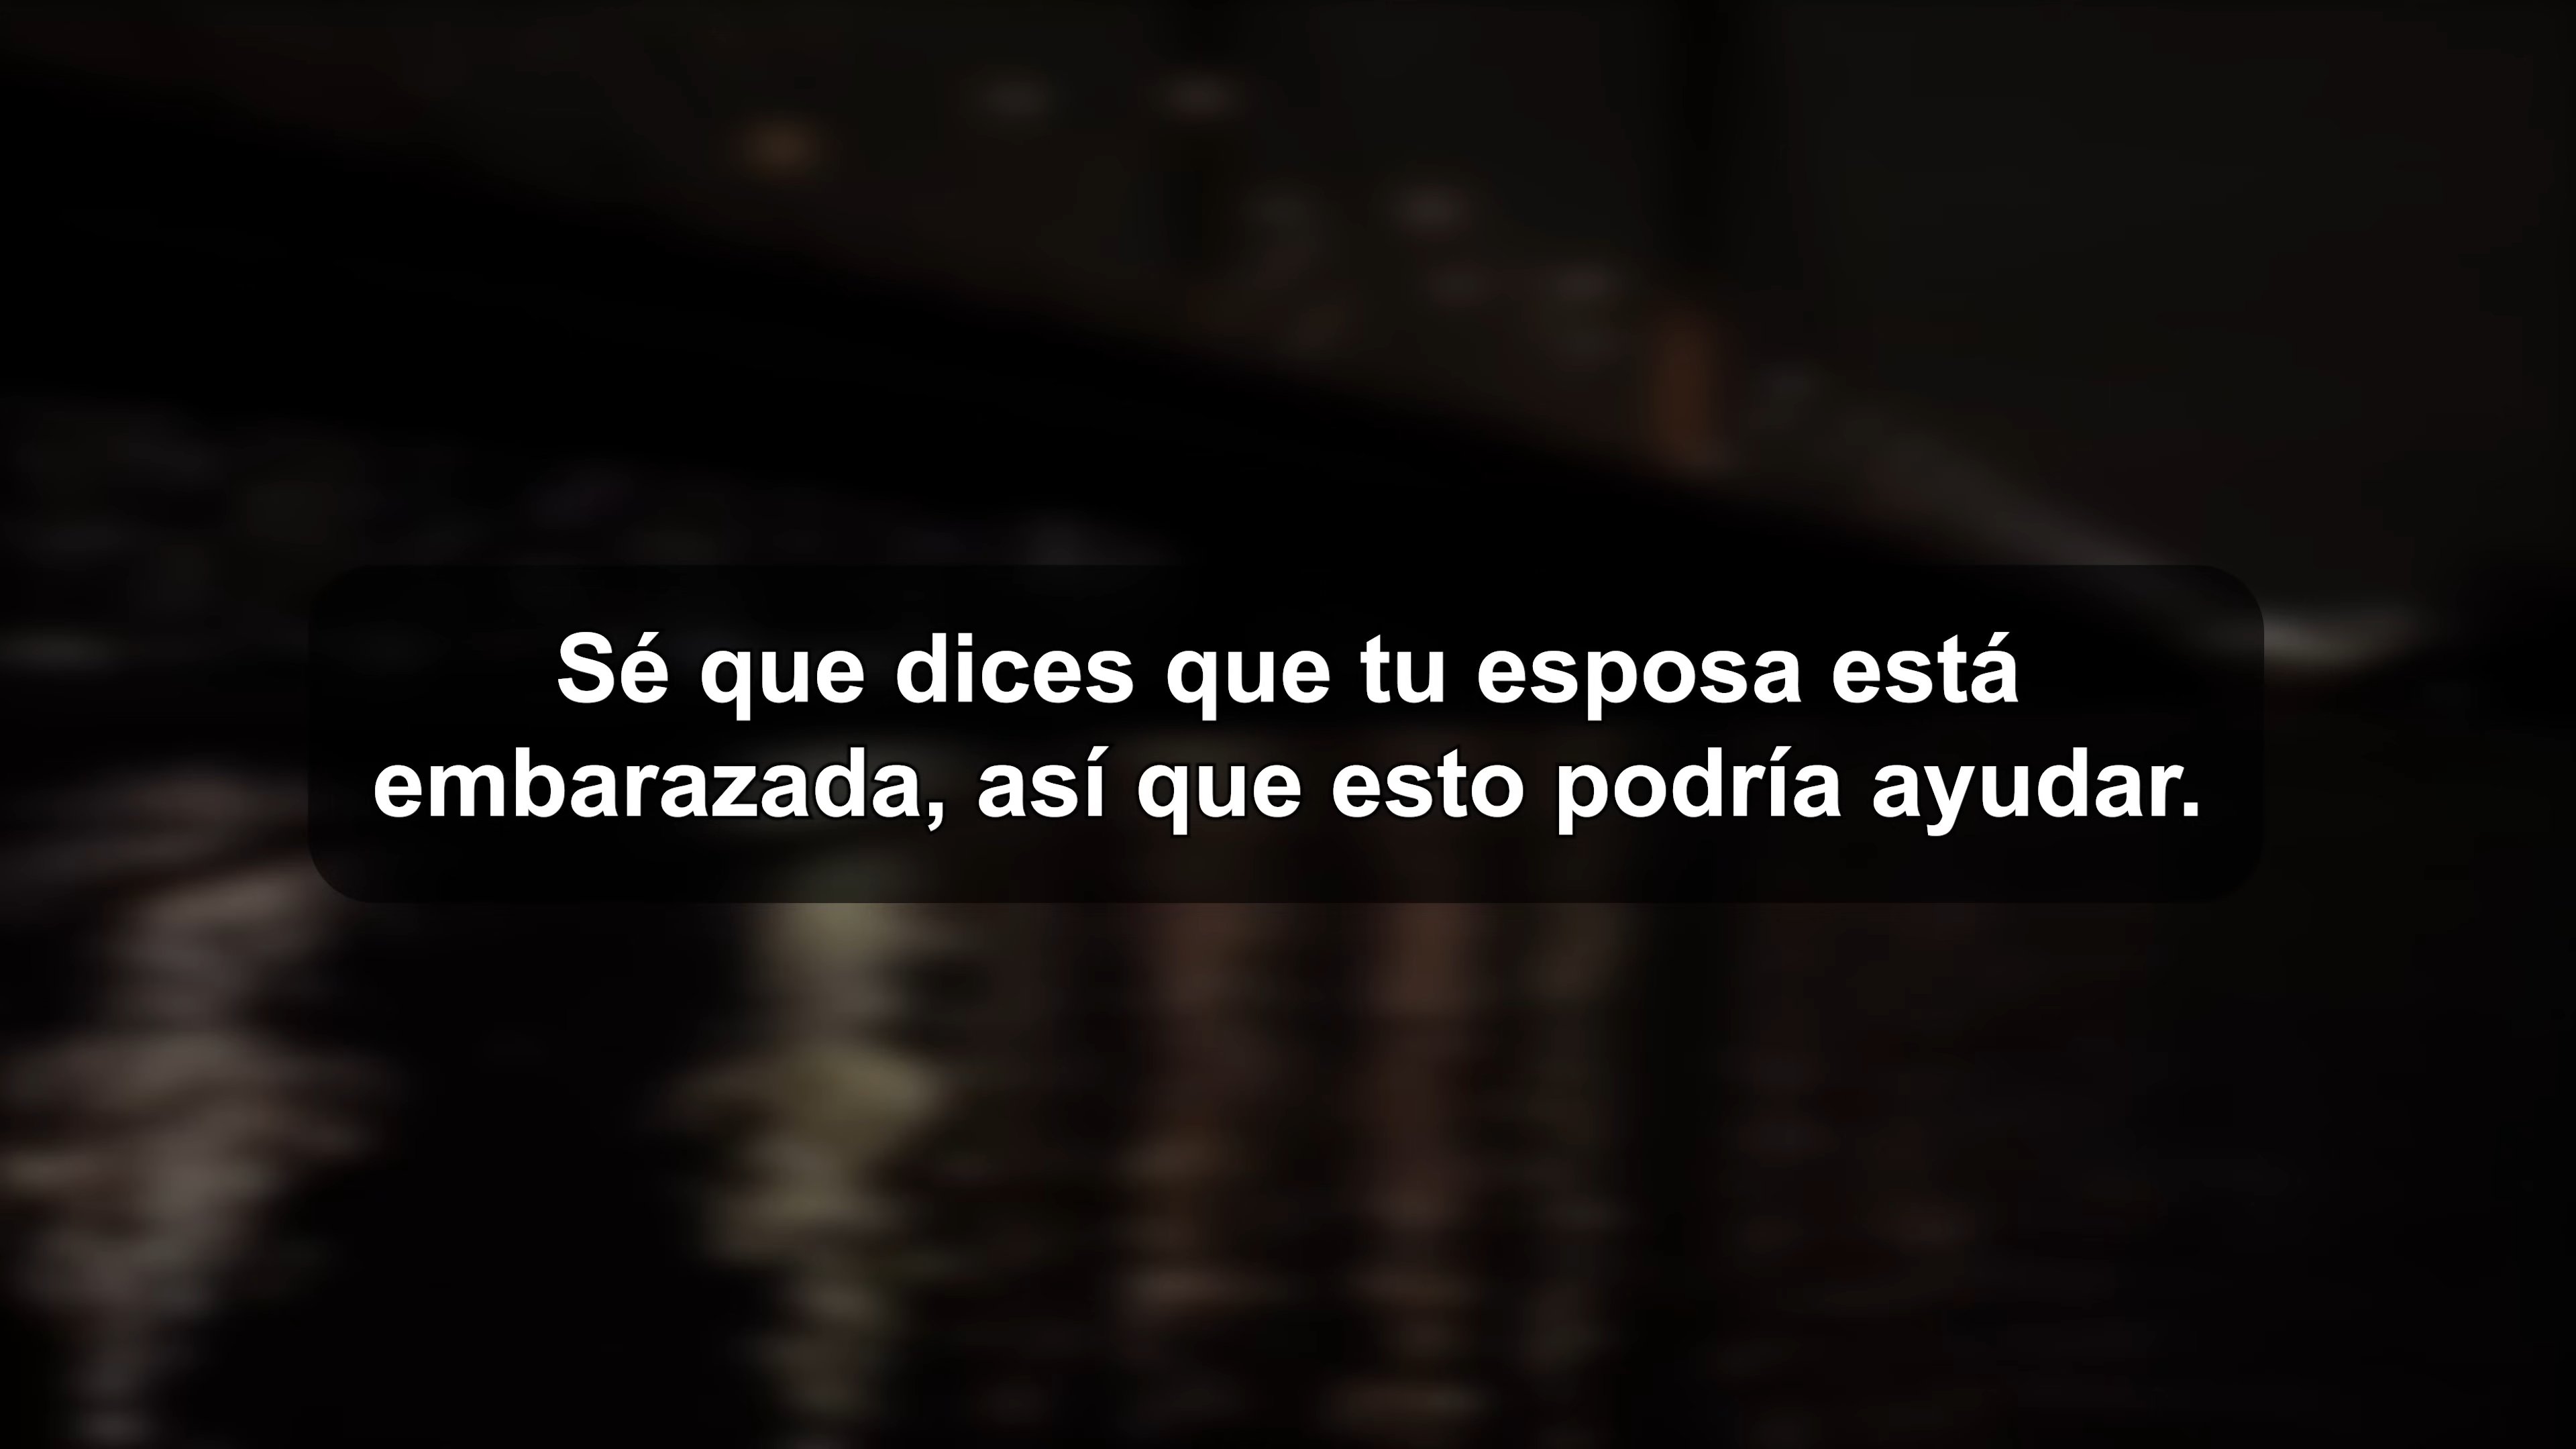 Sé que dices que tu esposa está
embarazada, así que esto podría ayudar.